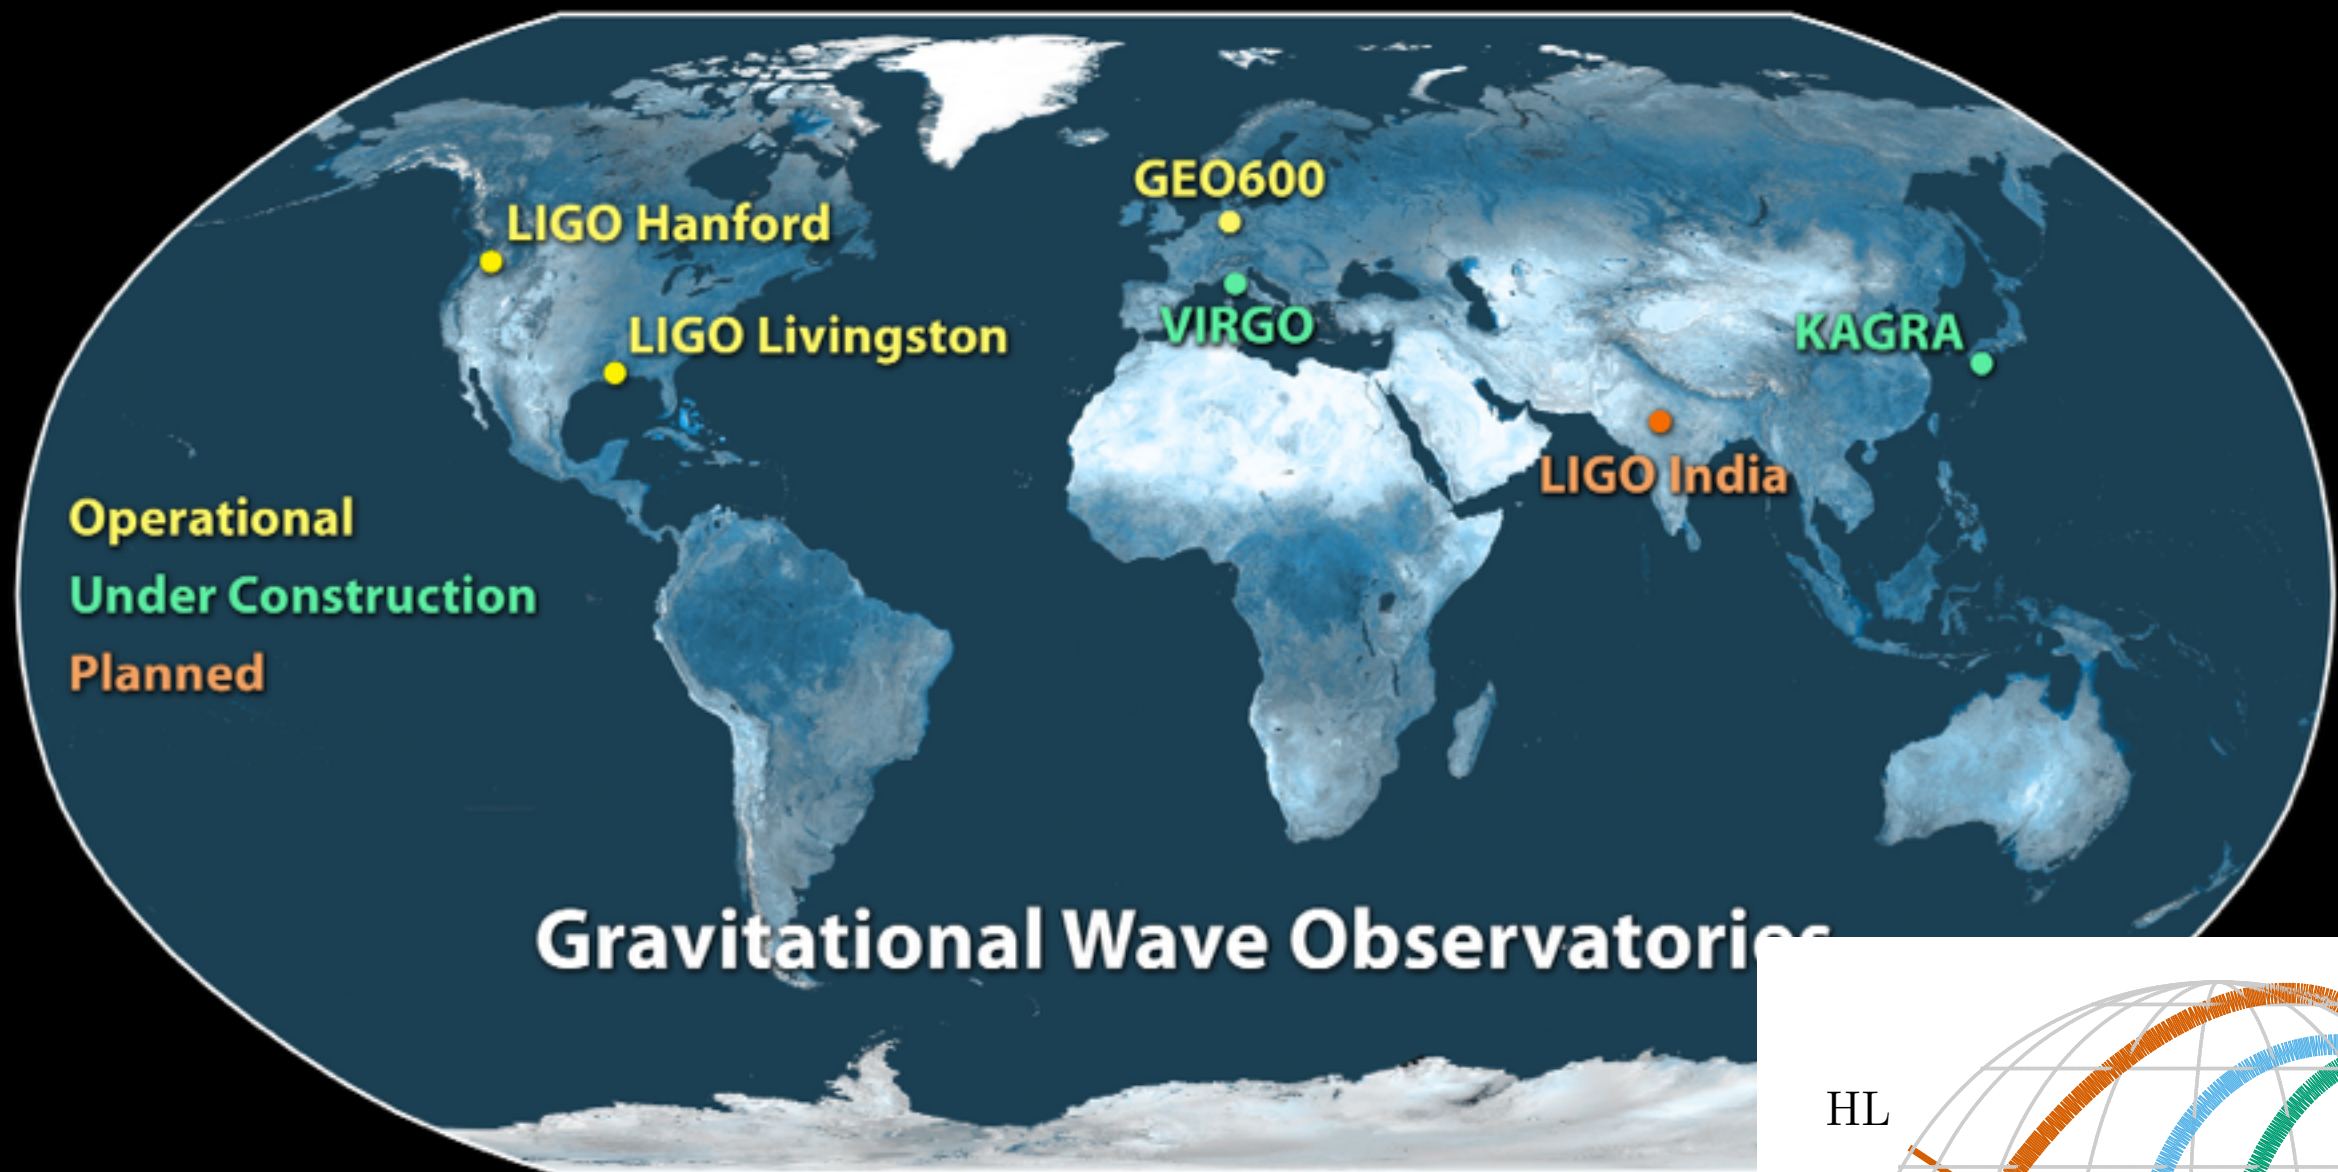 GEO600
LIGO Hanford
VIRGO
LIGO Livingston
KAGRA
LIGO India
Operational
Under Construction
Planned
Gravitational Wave Observatories
HL